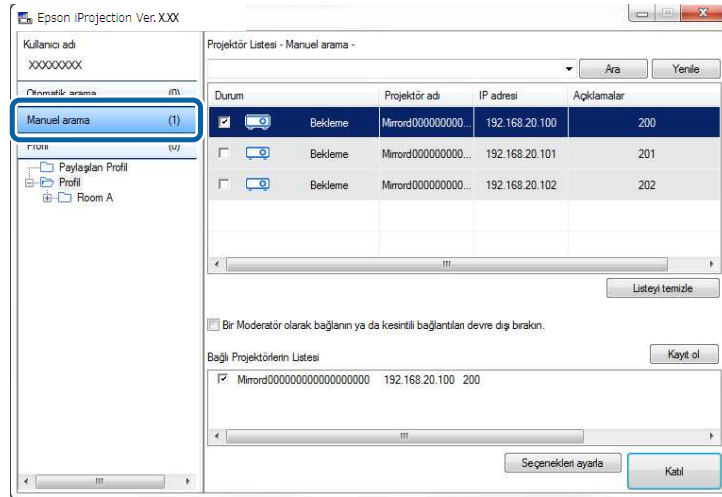 Epson iProjection Ver. X.XX
Kullanıcı adı
XXXXXXXX
Otomatik arama (0)
Manuel arama (1)
Profil (0)
Paylaşılan Profil
Profil
Room A
Projektör Listesi - Manuel arama -
Ara Yenile
Durum Projektör adı IP adresi Açıklamalar
Bekleme Mirrord000000000... 192.168.20.100 200
Bekleme Mirrord000000000... 192.168.20.101 201
Bekleme Mirrord000000000... 192.168.20.102 202
Listeyi temizle
Bir Moderatör olarak bağlanın ya da kesintili bağlantıları devre dışı bırakın.
Bağlı Projektörlerin Listesi
Kayıt ol
Mirrord000000000000000000 192.168.20.100 200
Seçenekleri ayarla
Katıl